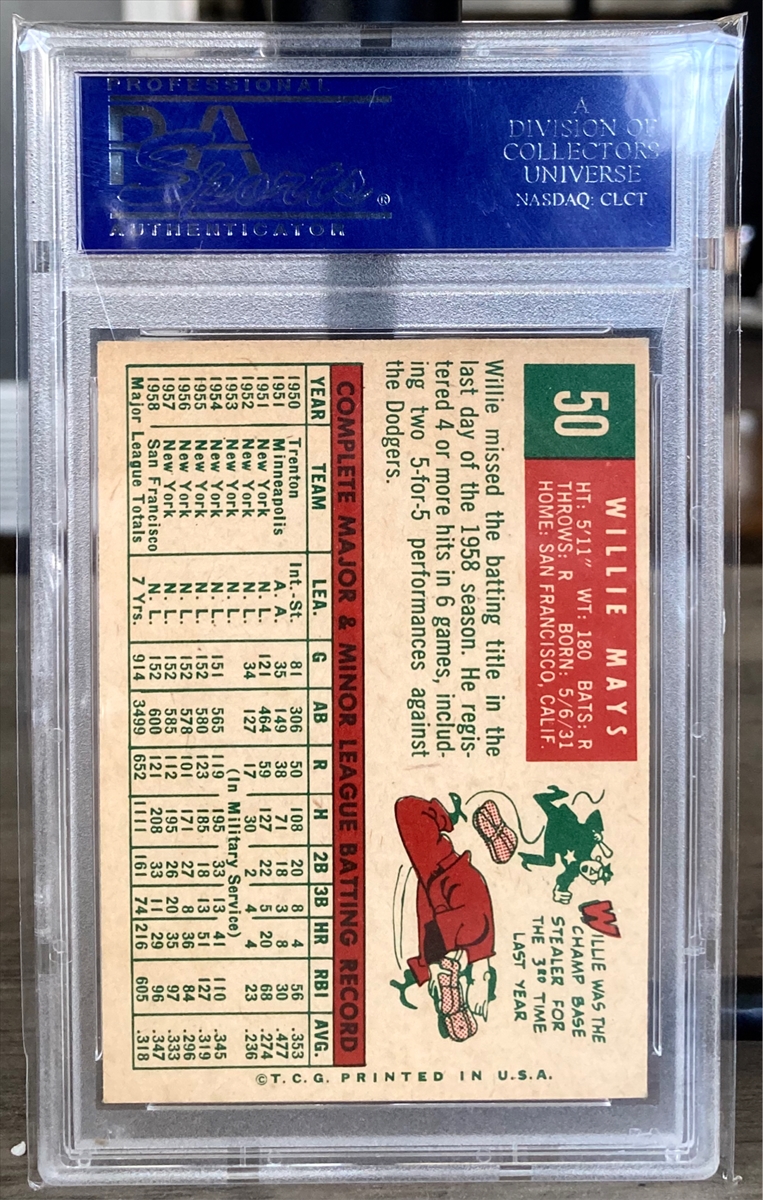 PROFESSIONAL
PSA
Sports®
AUTHENTICATOR
A
DIVISION OF
COLLECTORS
UNIVERSE
NASDAQ: CLCT
50
WILLIE MAYS
HT: 5'11" WT: 180 BATS: R
THROWS: R BORN: 5/6/31
HOME: SAN FRANCISCO, CALIF.
Willie missed the batting title in the
last day of the 1958 season. He regis-
tered 4 or more hits in 6 games, includ-
ing two 5-for-5 performances against
the Dodgers.
WILLIE WAS THE
CHAMP BASE
STEALER FOR
THE 3RD TIME
LAST YEAR
COMPLETE MAJOR & MINOR LEAGUE BATTING RECORD
YEAR TEAM LEA. G AB R H 2B 3B HR RBI AVG.
1950 Trenton Int.-St. 81 306 50 108 20 8 4 56 .353
1951 Minneapolis A. A. 35 149 38 71 18 3 8 30 .477
1951 New York N. L. 121 464 59 127 22 5 20 68 .274
1952 New York N. L. 34 127 17 30 2 4 4 23 .236
1953 New York N. L. (In Military Service)
1954 New York N. L. 151 565 119 195 33 13 41 110 .345
1955 New York N. L. 152 580 123 185 18 13 51 127 .319
1956 New York N. L. 152 578 101 171 27 8 36 84 .296
1957 New York N. L. 152 585 112 195 26 20 35 97 .333
1958 San Francisco N. L. 152 600 121 208 33 11 29 96 .347
Major League Totals 7 Yrs. 914 3499 652 1111 161 74 216 605 .318
©T.C.G. PRINTED IN U.S.A.